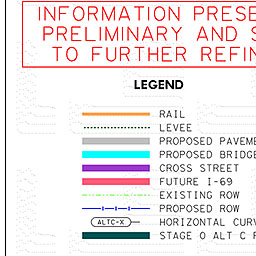 INFORMATION PRESE
PRELIMINARY AND S
TO FURTHER REFIN
LEGEND
RAIL
LEVEE
PROPOSED PAVEME
PROPOSED BRIDGE
CROSS STREET
FUTURE I-69
EXISTING ROW
PROPOSED ROW
ALTC-X HORIZONTAL CURV
STAGE 0 ALT C F